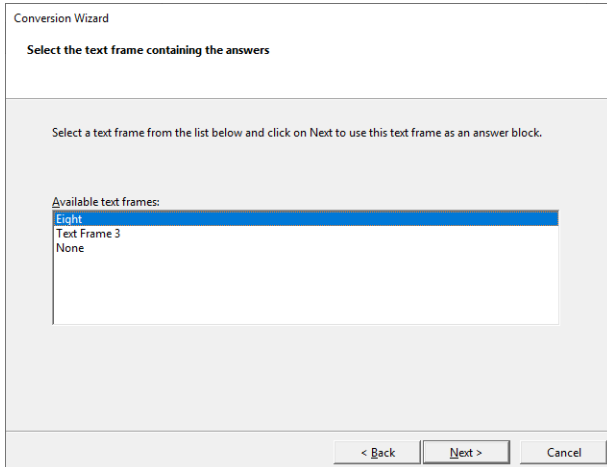 Conversion Wizard
Select the text frame containing the answers
Select a text frame from the list below and click on Next to use this text frame as an answer block.
Available text frames:
Eight
Text Frame 3
None
< Back
Next >
Cancel